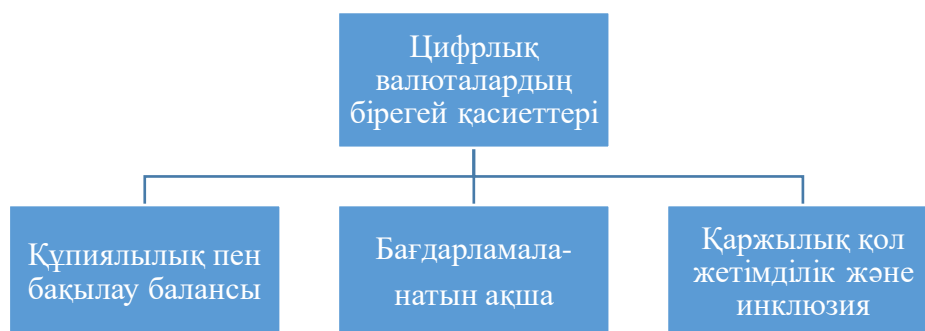 Цифрлық
валюталардың
бірегей қасиеттері
Құпиялылық пен
бақылау балансы
Бағдарламала-
натын ақша
Қаржылық қол
жетімділік және
инклюзия